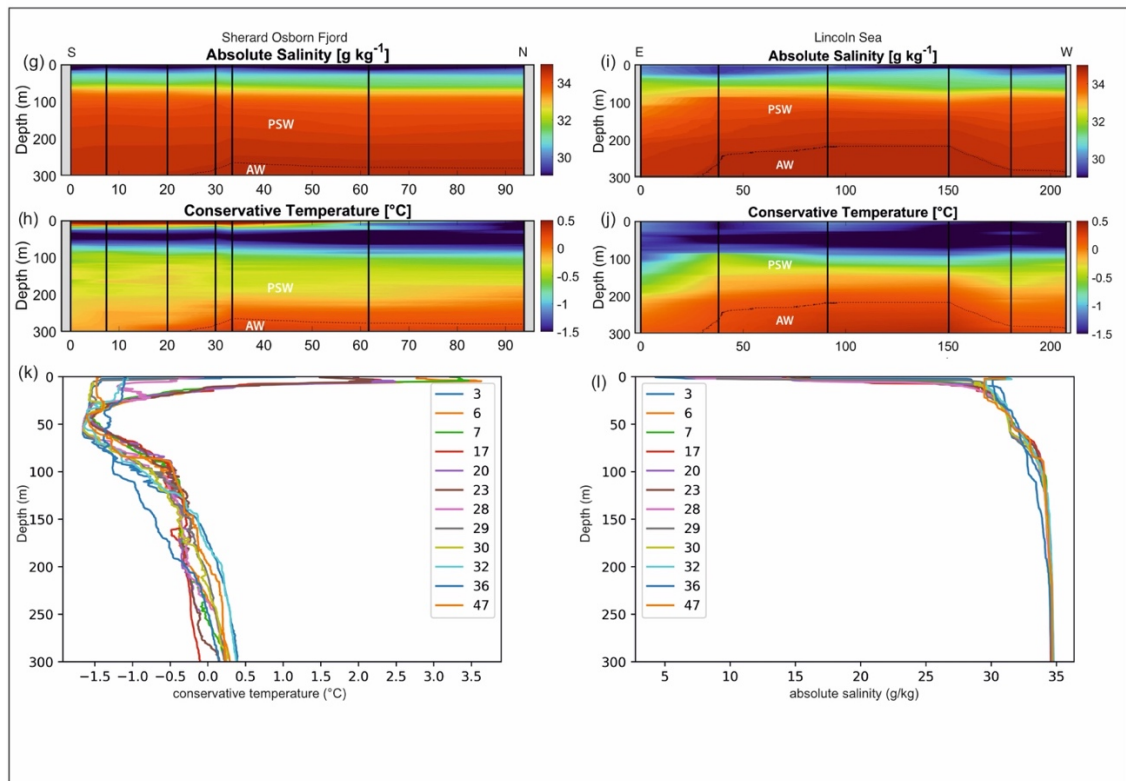 Sherard Osborn Fjord
S
Absolute Salinity [g kg⁻¹]
N
(g)
0
100
200
300
Depth (m)
PSW
AW
0 10 20 30 40 50 60 70 80 90
34
33
32
31
30
29
Lincoln Sea
E
Absolute Salinity [g kg⁻¹]
W
(i)
0
100
200
300
Depth (m)
PSW
AW
0 50 100 150 200
34
33
32
31
30
29
Conservative Temperature [°C]
(h)
0
100
200
300
Depth (m)
PSW
AW
0 10 20 30 40 50 60 70 80 90
0.5
0
-0.5
-1
-1.5
Conservative Temperature [°C]
(j)
0
100
200
300
Depth (m)
PSW
AW
0 50 100 150 200
0.5
0
-0.5
-1
-1.5
(k)
0
50
100
150
200
250
300
Depth (m)
3
6
7
17
20
23
28
29
30
32
36
47
−1.5 −1.0 −0.5 0.0 0.5 1.0 1.5 2.0 2.5 3.0 3.5
conservative temperature (°C)
(l)
0
50
100
150
200
250
300
Depth (m)
3
6
7
17
20
23
28
29
30
32
36
47
5 10 15 20 25 30 35
absolute salinity (g/kg)